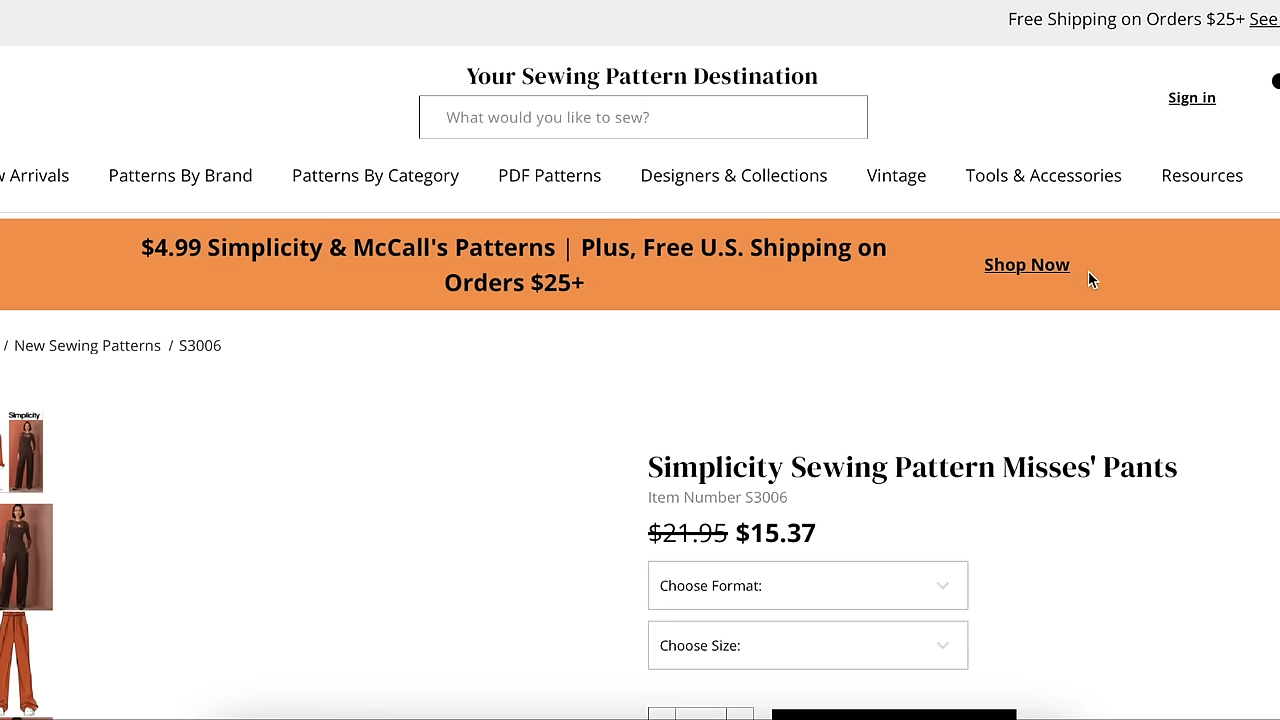 Free Shipping on Orders $25+ See
Your Sewing Pattern Destination
What would you like to sew?
Sign in
w Arrivals Patterns By Brand Patterns By Category PDF Patterns Designers & Collections Vintage Tools & Accessories Resources
$4.99 Simplicity & McCall's Patterns | Plus, Free U.S. Shipping on
Orders $25+
Shop Now
/ New Sewing Patterns / S3006
Simplicity
Simplicity Sewing Pattern Misses' Pants
Item Number S3006
$21.95 $15.37
Choose Format:
Choose Size: